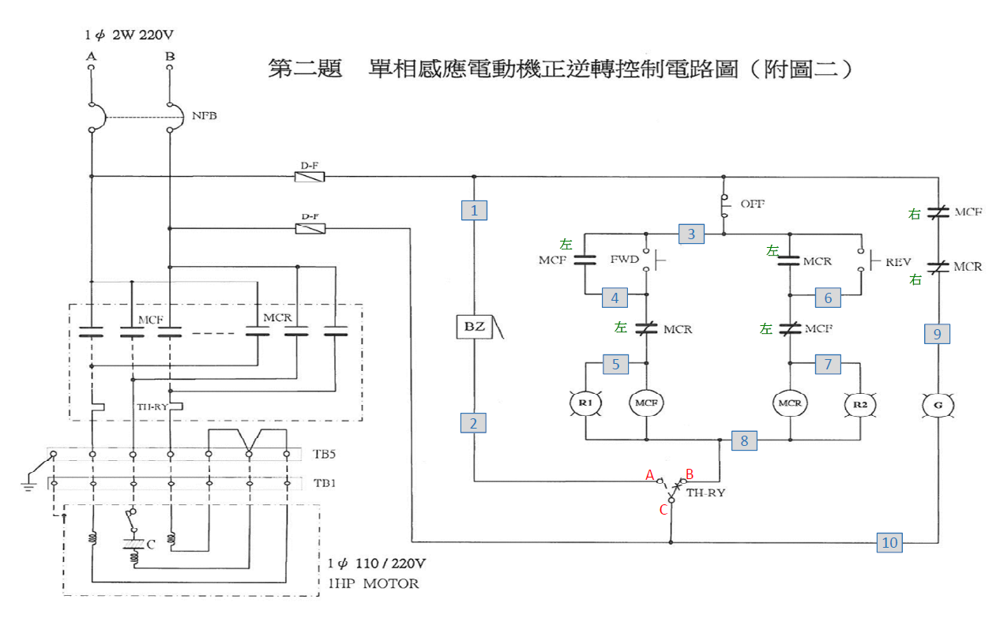 1ϕ 2W 220V
A B
第二題 單相感應電動機正逆轉控制電路圖（附圖二）
NFB
D-F
1
OFF
右 MCF
D-F
3
左
MCF
FWD
左
MCR
REV
MCR
右
4
6
MCF
MCR
BZ
左
MCR
左
MCF
9
5
7
R1
MCF
MCR
R2
G
TH-RY
2
8
TB5
A
B
TH-RY
TB1
C
C
10
1ϕ 110 / 220V
1HP MOTOR